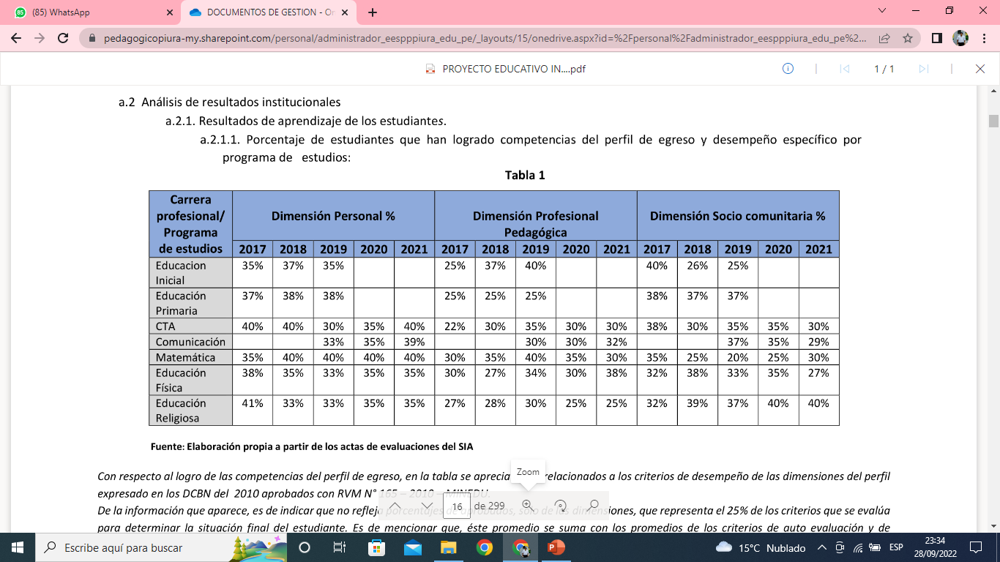 (85) WhatsApp
DOCUMENTOS DE GESTION - On
pedagogicopiura-my.sharepoint.com/personal/administrador_eespppiura_edu_pe/_layouts/15/onedrive.aspx?id=%2Fpersonal%2Fadministrador_eespppiura_edu_pe%2...
PROYECTO EDUCATIVO IN....pdf
1 / 1
a.2 Análisis de resultados institucionales
a.2.1. Resultados de aprendizaje de los estudiantes.
a.2.1.1. Porcentaje de estudiantes que han logrado competencias del perfil de egreso y desempeño específico por
programa de estudios:
Tabla 1
Carrera profesional/ Programa de estudios Dimensión Personal % Dimensión Profesional Pedagógica Dimensión Socio comunitaria %
2017 2018 2019 2020 2021 2017 2018 2019 2020 2021 2017 2018 2019 2020 2021
Educacion Inicial 35% 37% 35% 25% 37% 40% 40% 26% 25%
Educación Primaria 37% 38% 38% 25% 25% 25% 38% 37% 37%
CTA 40% 40% 30% 35% 40% 22% 30% 35% 30% 30% 38% 30% 35% 35% 30%
Comunicación 33% 35% 39% 30% 30% 32% 37% 35% 29%
Matemática 35% 40% 40% 40% 40% 30% 35% 40% 35% 30% 35% 25% 20% 25% 30%
Educación Física 38% 35% 33% 35% 35% 30% 27% 34% 30% 38% 32% 38% 33% 35% 27%
Educación Religiosa 41% 33% 33% 35% 35% 27% 28% 30% 25% 25% 32% 39% 37% 40% 40%
Fuente: Elaboración propia a partir de los actas de evaluaciones del SIA
Zoom
Con respecto al logro de las competencias del perfil de egreso, en la tabla se aprecia relacionados a los criterios de desempeño de las dimensiones del perfil
expresado en los DCBN del 2010 aprobados con RVM N° 165 – 2010 – MINEDU.
16 de 299
De la información que aparece, es de indicar que no refleja porcentajes de aprobados, sólo de las dimensiones, que representa el 25% de los criterios que se evalúa
para determinar la situación final del estudiante. Es de mencionar que, éste promedio se suma con los promedios de los criterios de auto evaluación y de
Escribe aquí para buscar
15°C Nublado
ESP
23:34
28/09/2022